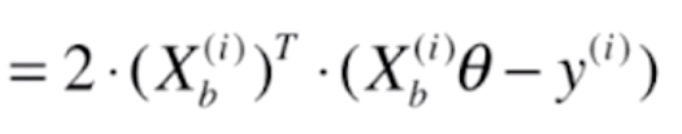 = 2 · (X_b^{(i)})^T · (X_b^{(i)}θ − y^{(i)})